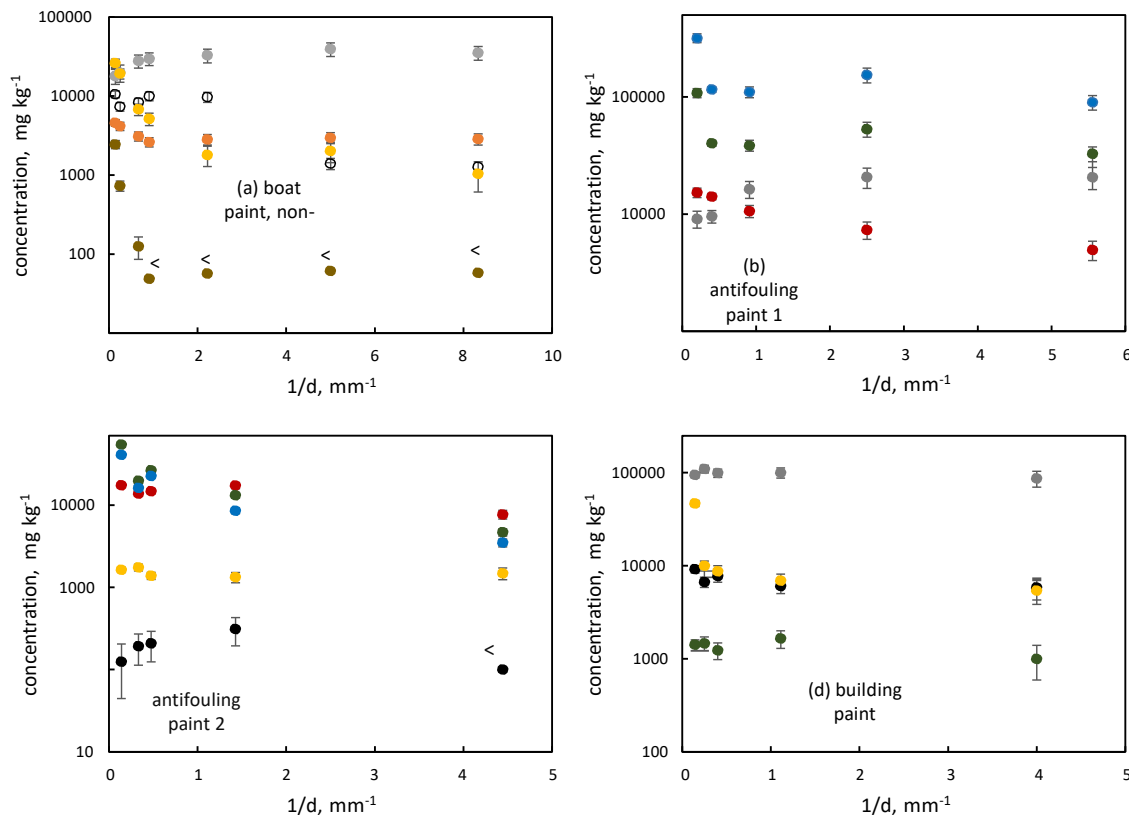 100000
10000
1000
100
concentration, mg kg-1
(a) boat
paint, non-
<
<
<
<
0 2 4 6 8 10
1/d, mm-1
100000
10000
concentration, mg kg-1
(b)
antifouling
paint 1
0 1 2 3 4 5 6
1/d, mm-1
10000
1000
10
concentration, mg kg-1
<
antifouling
paint 2
0 1 2 3 4 5
1/d, mm-1
100000
10000
1000
100
concentration, mg kg-1
(d) building
paint
0 1 2 3 4 5
1/d, mm-1